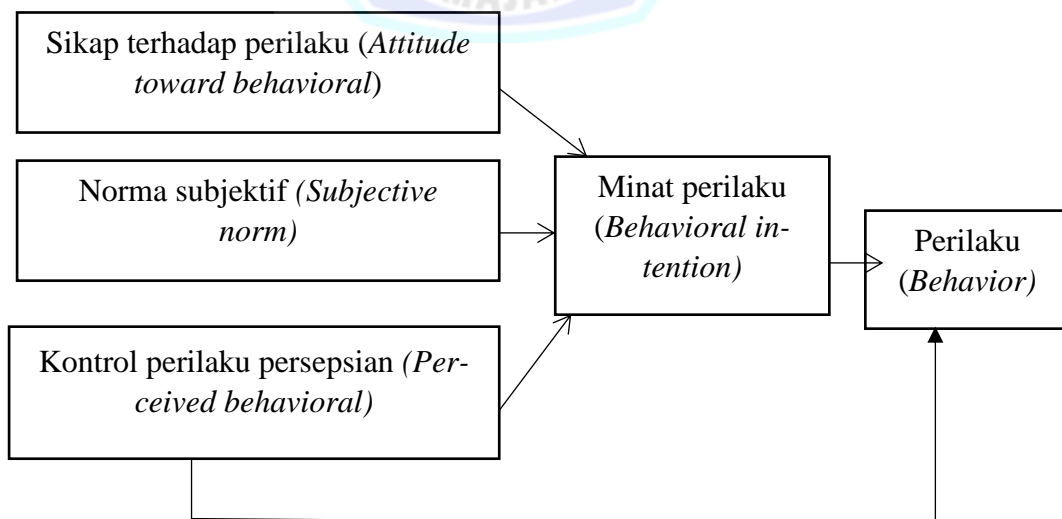 Sikap terhadap perilaku (Attitude
toward behavioral)
Norma subjektif (Subjective
norm)
Kontrol perilaku persepsian (Per-
ceived behavioral)
Minat perilaku
(Behavioral in-
tention)
Perilaku
(Behavior)